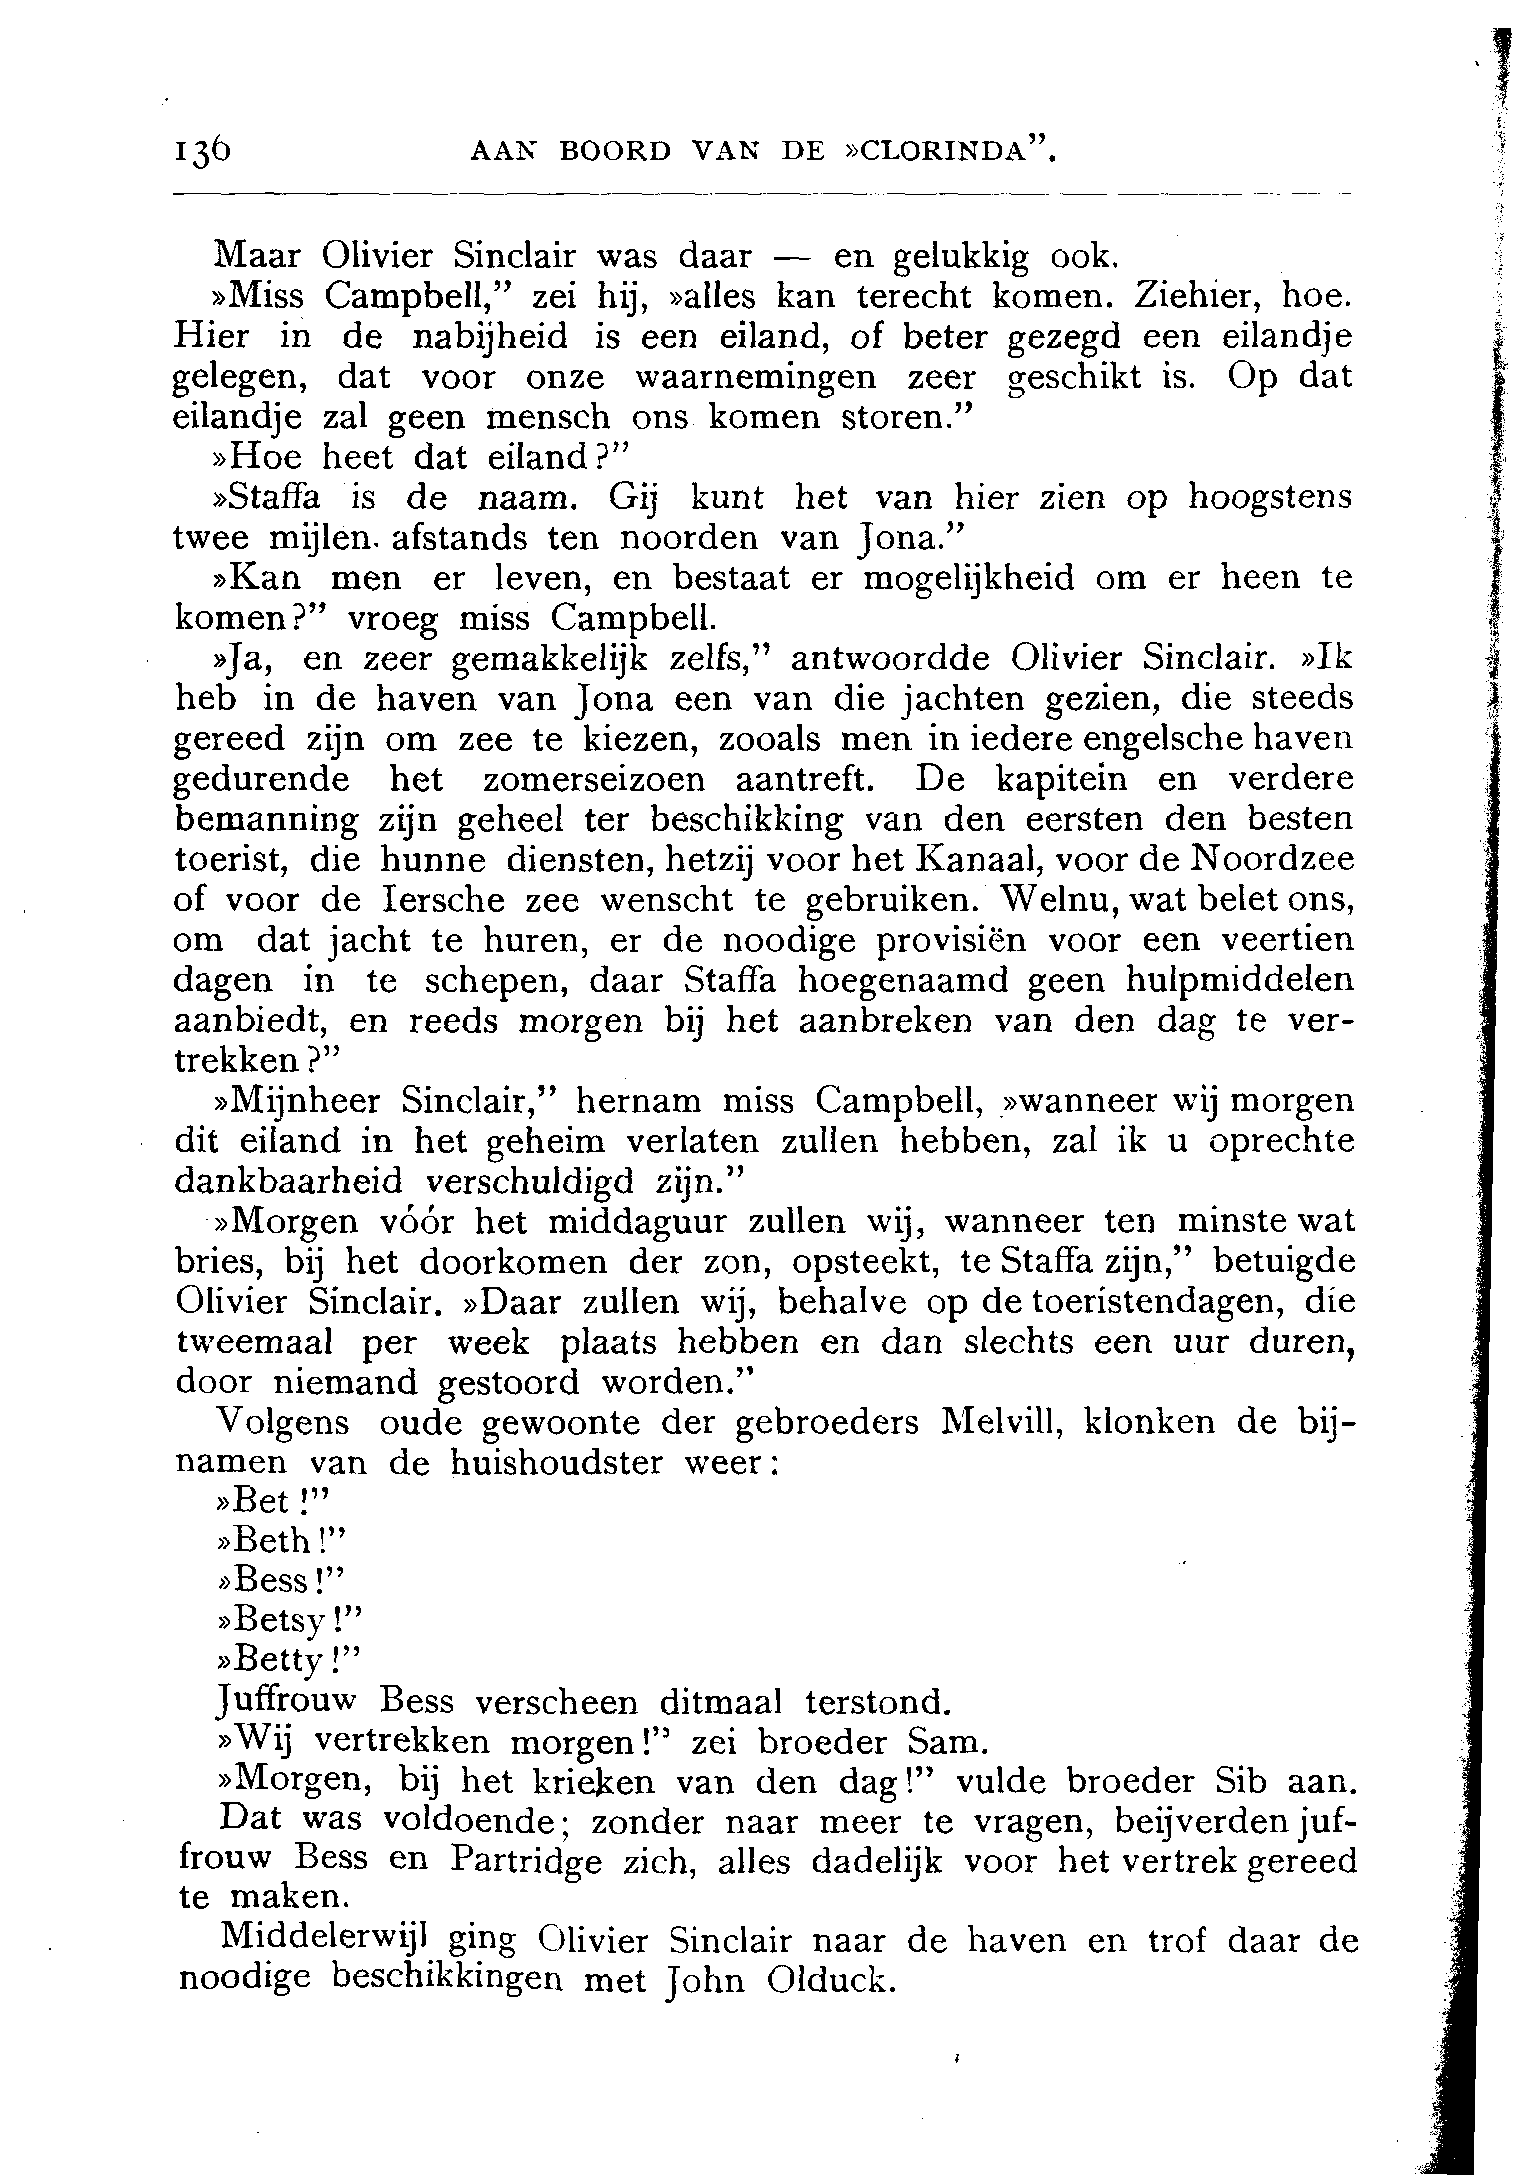 136 AAN BOORD VAN DE »CLORINDA”.
Maar Olivier Sinclair was daar — en gelukkig ook.
»Miss Campbell,” zei hij, »alles kan terecht komen. Ziehier, hoe.
Hier in de nabijheid is een eiland, of beter gezegd een eilandje
gelegen, dat voor onze waarnemingen zeer geschikt is. Op dat
eilandje zal geen mensch ons komen storen.”
»Hoe heet dat eiland?”
»Staffa is de naam. Gij kunt het van hier zien op hoogstens
twee mijlen. afstands ten noorden van Jona.”
»Kan men er leven, en bestaat er mogelijkheid om er heen te
komen?” vroeg miss Campbell.
»Ja, en zeer gemakkelijk zelfs,” antwoordde Olivier Sinclair. »Ik
heb in de haven van Jona een van die jachten gezien, die steeds
gereed zijn om zee te kiezen, zooals men in iedere engelsche haven
gedurende het zomerseizoen aantreft. De kapitein en verdere
bemanning zijn geheel ter beschikking van den eersten den besten
toerist, die hunne diensten, hetzij voor het Kanaal, voor de Noordzee
of voor de Iersche zee wenscht te gebruiken. Welnu, wat belet ons,
om dat jacht te huren, er de noodige provisiën voor een veertien
dagen in te schepen, daar Staffa hoegenaamd geen hulpmiddelen
aanbiedt, en reeds morgen bij het aanbreken van den dag te ver-
trekken?”
»Mijnheer Sinclair,” hernam miss Campbell, »wanneer wij morgen
dit eiland in het geheim verlaten zullen hebben, zal ik u oprechte
dankbaarheid verschuldigd zijn.”
»Morgen vóór het middaguur zullen wij, wanneer ten minste wat
bries, bij het doorkomen der zon, opsteekt, te Staffa zijn,” betuigde
Olivier Sinclair. »Daar zullen wij, behalve op de toeristendagen, die
tweemaal per week plaats hebben en dan slechts een uur duren,
door niemand gestoord worden.”
Volgens oude gewoonte der gebroeders Melvill, klonken de bij-
namen van de huishoudster weer:
»Bet!”
»Beth!”
»Bess!”
»Betsy!”
»Betty!”
Juffrouw Bess verscheen ditmaal terstond.
»Wij vertrekken morgen!” zei broeder Sam.
»Morgen, bij het krieken van den dag!” vulde broeder Sib aan.
Dat was voldoende; zonder naar meer te vragen, beijverden juf-
frouw Bess en Partridge zich, alles dadelijk voor het vertrek gereed
te maken.
Middelerwijl ging Olivier Sinclair naar de haven en trof daar de
noodige beschikkingen met John Olduck.